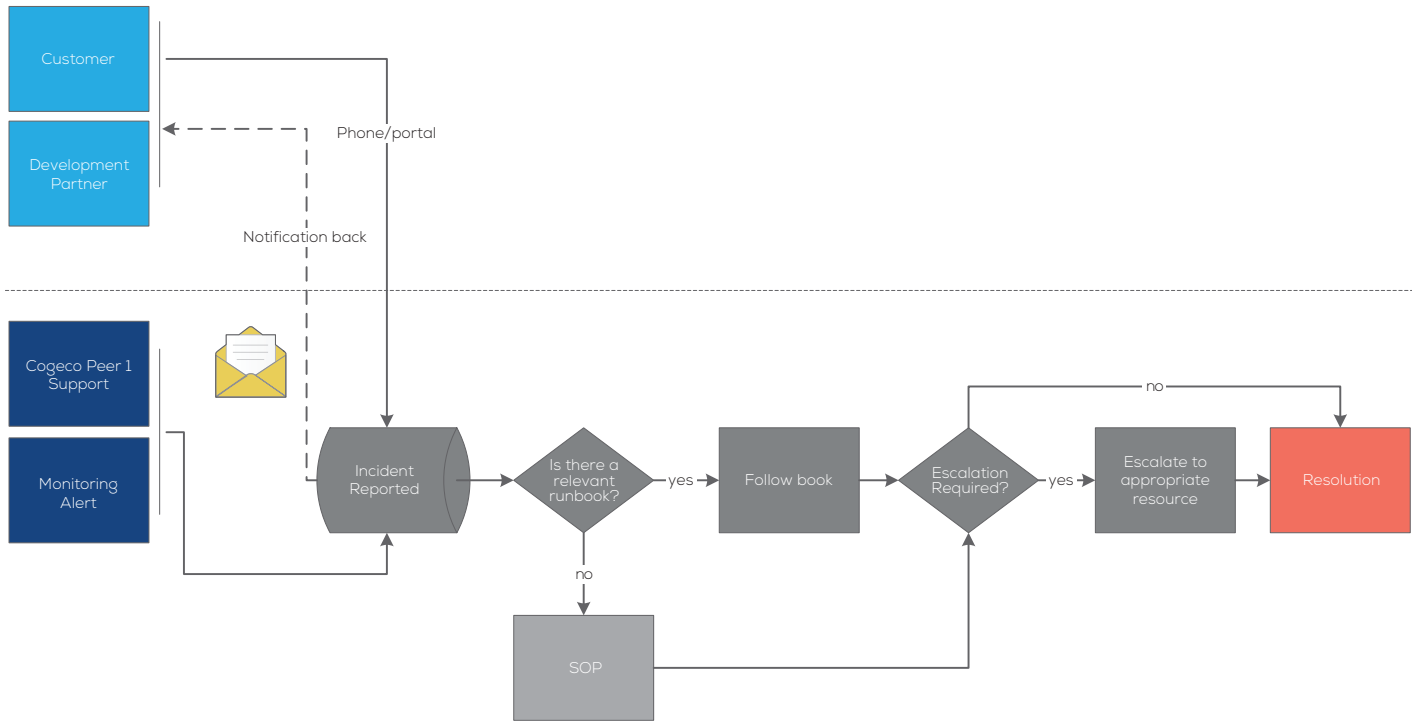 Customer
Development
Partner
Phone/portal
Notification back
Cogeco Peer 1
Support
Monitoring
Alert
Incident
Reported
Is there a
relevant
runbook?
yes
Follow book
no
SOP
Escalation
Required?
no
yes
Escalate to
appropriate
resource
Resolution